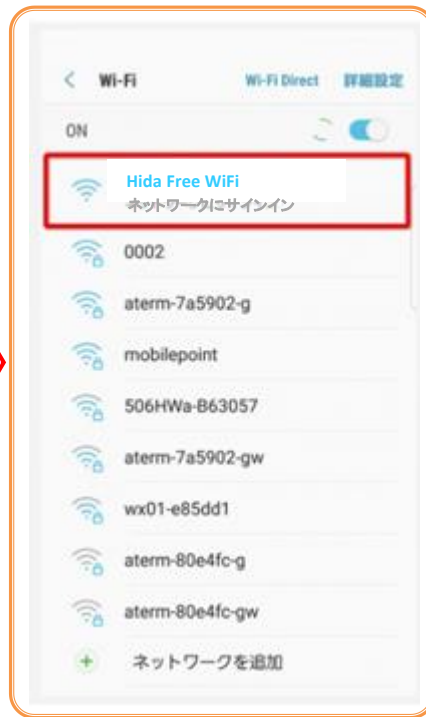 < Wi-Fi Wi-Fi Direct 詳細設定
ON
Hida Free WiFi
ネットワークにサインイン
0002
aterm-7a5902-g
mobilepoint
506HWa-B63057
aterm-7a5902-gw
wx01-e85dd1
aterm-80e4fc-g
aterm-80e4fc-gw
+ ネットワークを追加